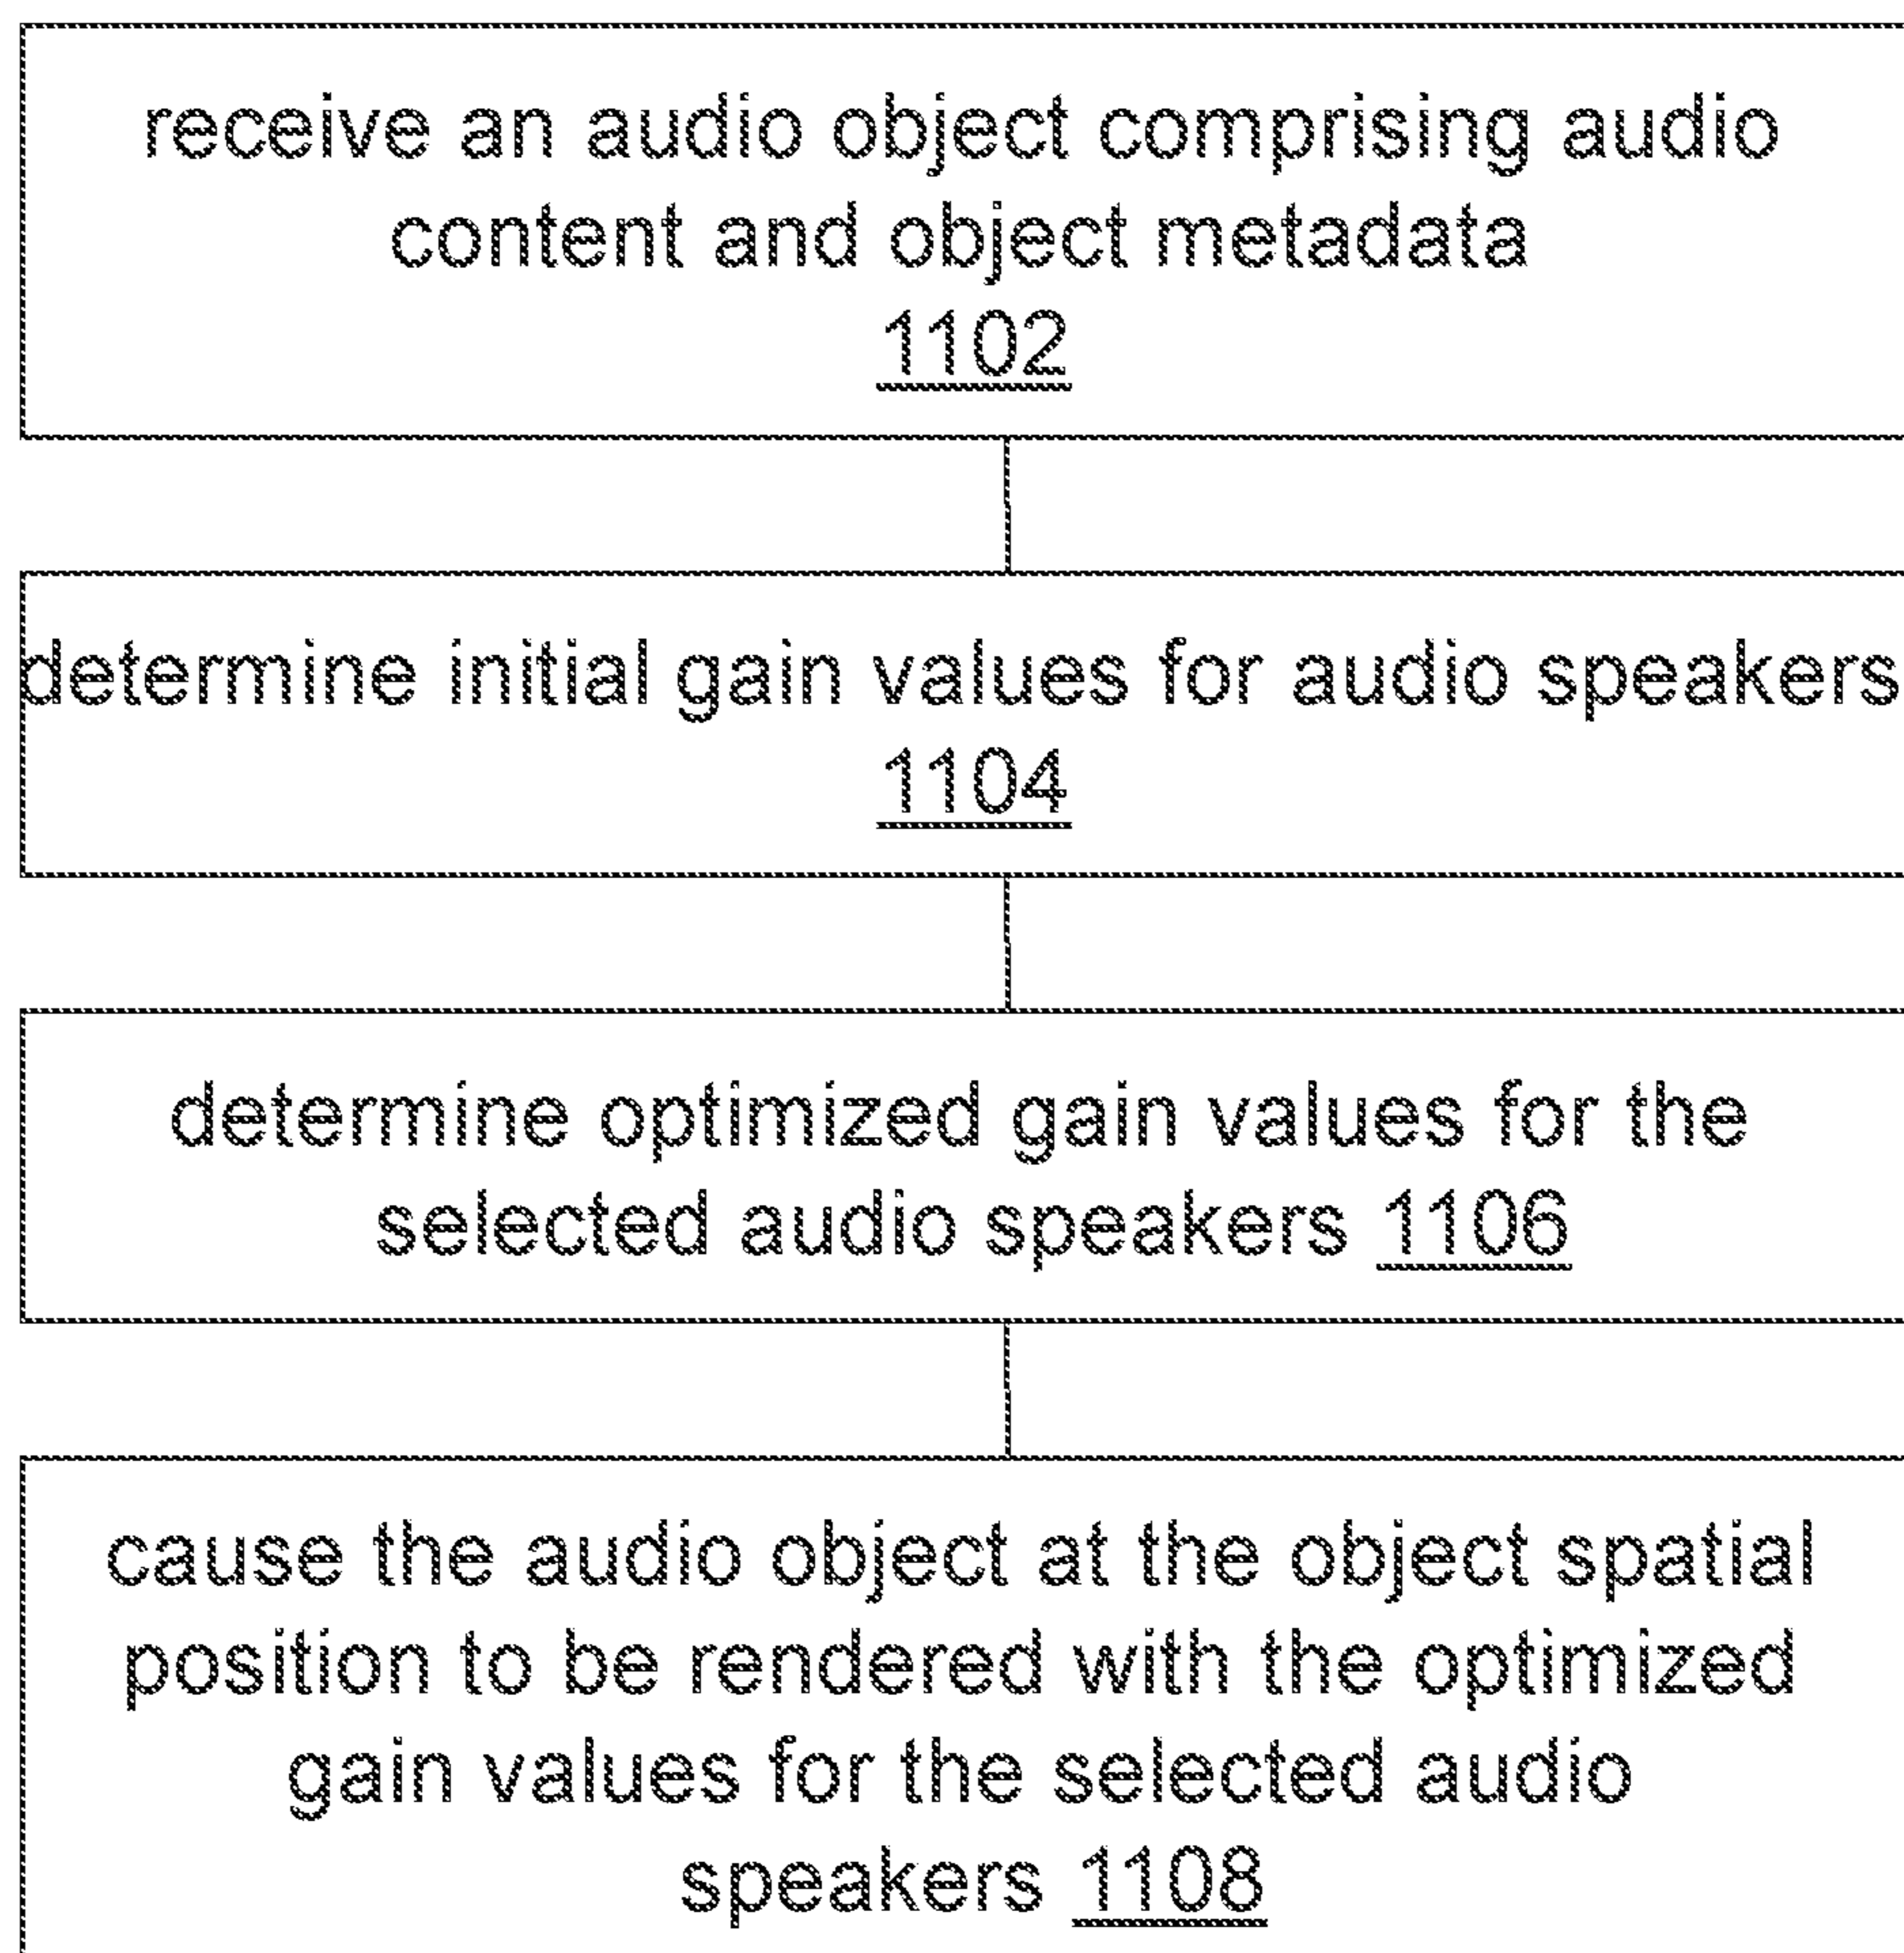 receive an audio object comprising audio
content and object metadata
1102
determine initial gain values for audio speakers
1104
determine optimized gain values for the
selected audio speakers 1106
cause the audio object at the object spatial
position to be rendered with the optimized
gain values for the selected audio
speakers 1108